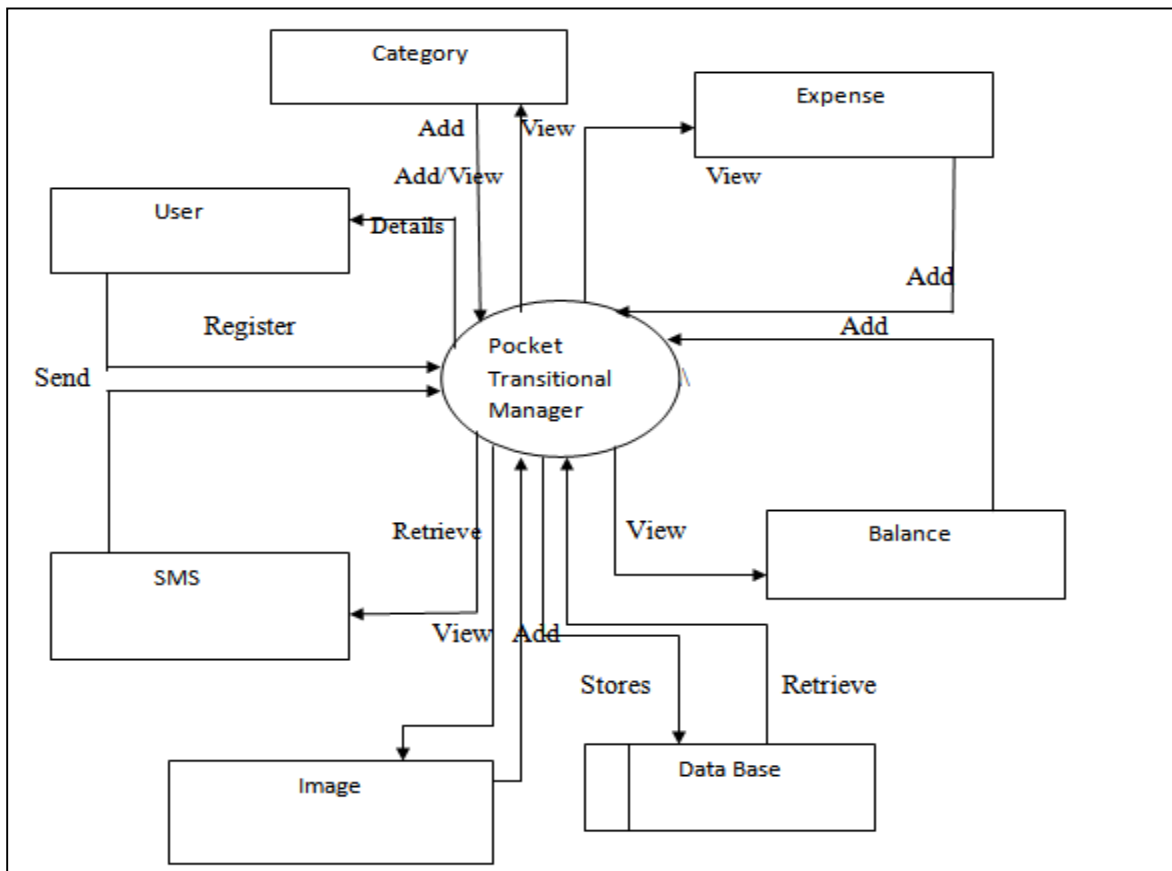 Category
Expense
Add
View
Add/View
View
User
Details
Add
Register
Add
Pocket
Transitional
Manager
\
Send
Retrieve
View
Balance
SMS
View
Add
Stores
Retrieve
Image
Data Base